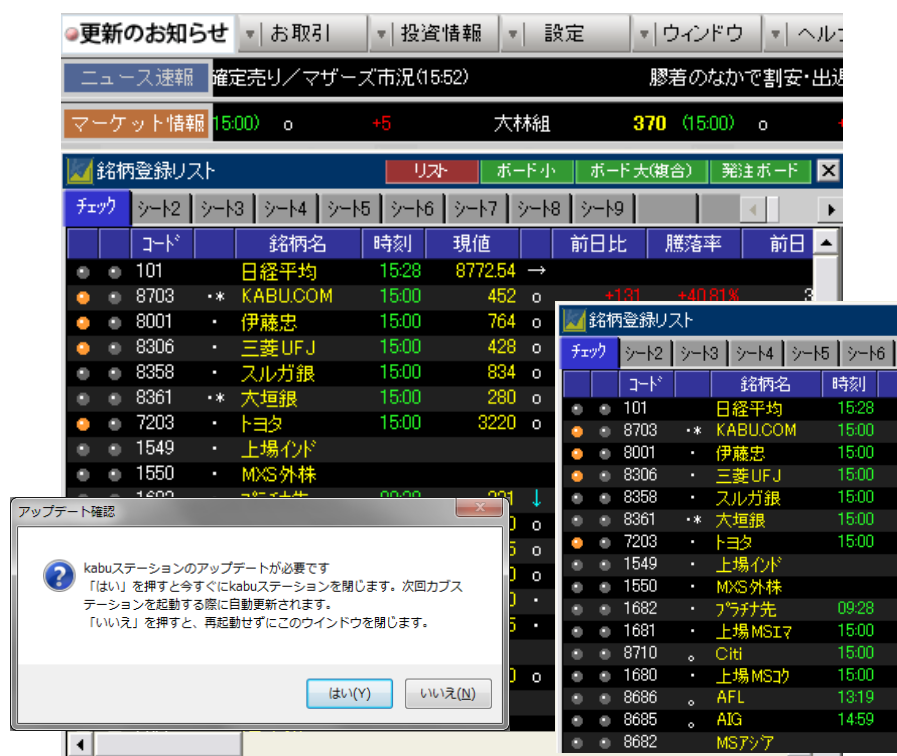 更新のお知らせ お取引 投資情報 設定 ウィンドウ
ニュース速報 確定売り／マザーズ市況(15:52) 膠着のなかで割安・出遅
マーケット情報 15:00) o +5 大林組 370 (15:00) o
銘柄登録リスト リスト ボード小 ボード大(複合) 発注ボード
チェック シート2 シート3 シート4 シート5 シート6 シート7 シート8 シート9
コード 銘柄名 時刻 現値 前日比 騰落率 前日
101 日経平均 15:28 8772.54 →
8703 ・* KABU.COM 15:00 452 o +131 +40.81%
8001 ・ 伊藤忠 15:00 764 o
8306 ・ 三菱UFJ 15:00 428 o
8358 ・ スルガ銀 15:00 834 o
8361 ・* 大垣銀 15:00 280 o
7203 ・ トヨタ 15:00 3220 o
1549 ・ 上場インド
1550 ・ MXS外株
アップデート確認
kabuステーションのアップデートが必要です
「はい」を押すと今すぐにkabuステーションを閉じます。次回カブス
テーションを起動する際に自動更新されます。
「いいえ」を押すと、再起動せずにこのウインドウを閉じます。
はい(Y) いいえ(N)
銘柄登録リスト
チェック シート2 シート3 シート4 シート5 シート6
コード 銘柄名 時刻
101 日経平均 15:28
8703 ・* KABU.COM 15:00
8001 ・ 伊藤忠 15:00
8306 ・ 三菱UFJ 15:00
8358 ・ スルガ銀 15:00
8361 ・* 大垣銀 15:00
7203 ・ トヨタ 15:00
1549 ・ 上場インド
1550 ・ MXS外株
1682 ・ プラチナ先 09:28
1681 ・ 上場MSエマ 15:00
8710 。 Citi 15:00
1680 ・ 上場MSコク 15:00
8686 。 AFL 13:19
8685 。 AIG 14:59
8682 MSアジア